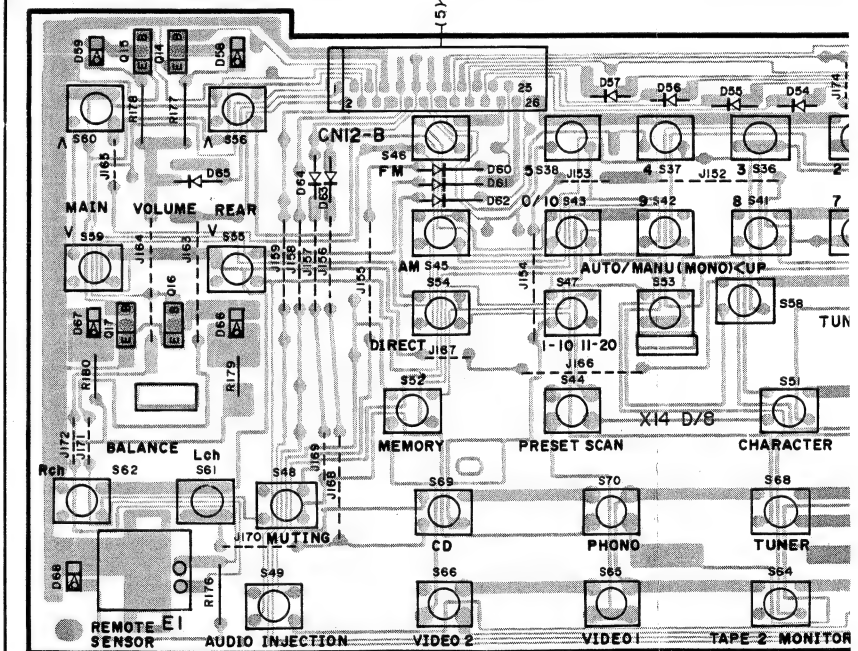 (5)
D59 Q15 Q14 D58
E B B E
D57 D56 D55 D54 J174
1 25
2 26
R178 R177
CN12-B
S60 S56
Λ Λ
J165
S46 S38 S37 S36
FM 5 J153 4 J152 3 2
D65 D64 D63 D60
D61
D62 0/10 S43 9 S42 8 S41 7
MAIN VOLUME REAR
V S59 V S55
J164 J163 J159 J158 J157 J156 J155 J154
AM S45 AUTO/MANU(MONO)<UP
Q16 S54 S47 S53 S58
D67 Q17 D66
B E B E
DIRECT 1-10 11-20 TUN
J167 J166
R180 R179
S52 S44 S51
X14 D/8
J172 J171 BALANCE J169 J168 MEMORY PRESET SCAN CHARACTER
Rch S62 Lch S61 S48 S69 S70 S68
J170 MUTING CD PHONO TUNER
D68 R176 S49 S66 S65 S64
E1
REMOTE SENSOR AUDIO INJECTION VIDEO 2 VIDEO 1 TAPE 2 MONITOR